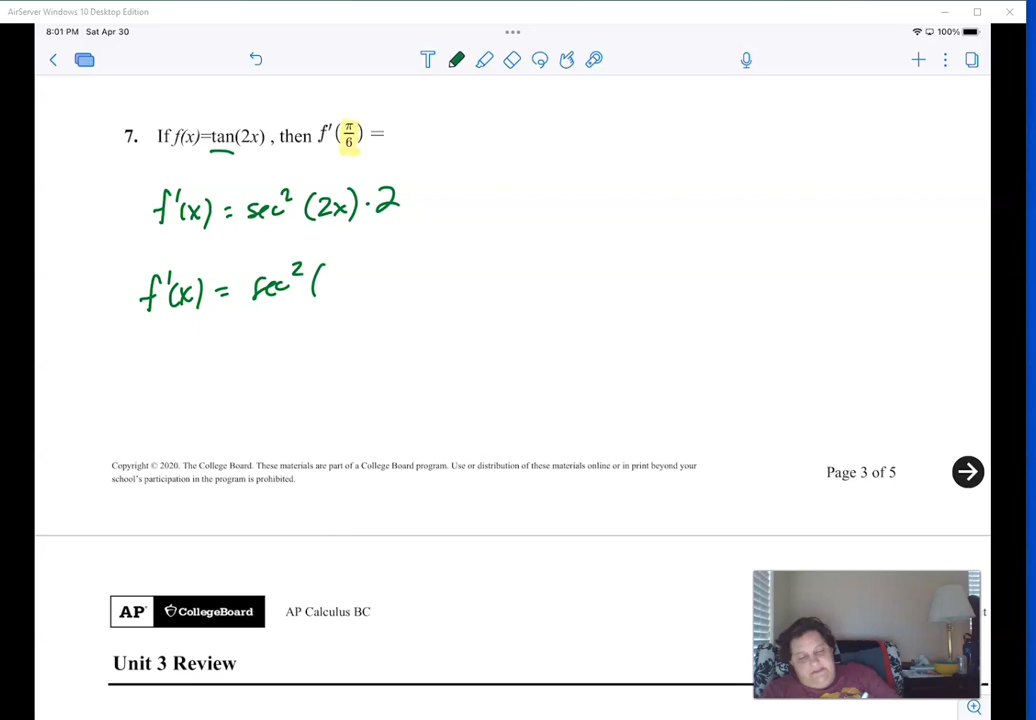 AirServer Windows 10 Desktop Edition
8:01 PM Sat Apr 30
100%
T
7. If f(x)=tan(2x) , then f′(π/6) =
f'(x) = sec² (2x) · 2
f'(x) = sec² (
Copyright © 2020. The College Board. These materials are part of a College Board program. Use or distribution of these materials online or in print beyond your
school's participation in the program is prohibited.
Page 3 of 5
AP CollegeBoard AP Calculus BC
Unit 3 Review